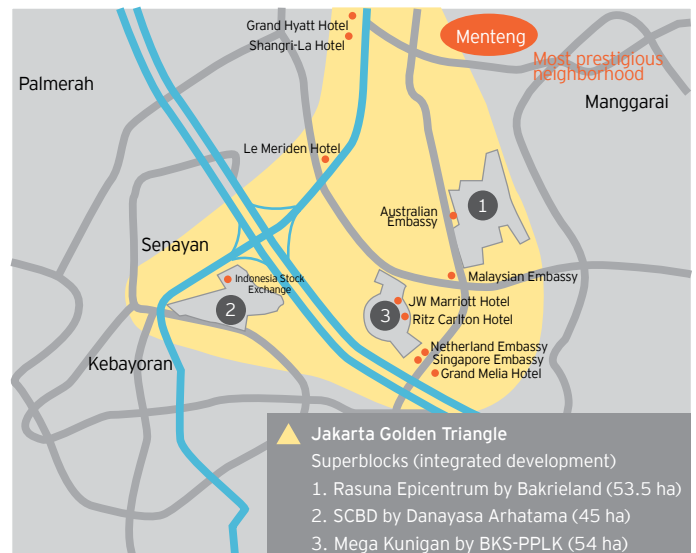 Grand Hyatt Hotel
Shangri-La Hotel
Menteng
Most prestigious
neighborhood
Palmerah
Manggarai
Le Meriden Hotel
1
Australian
Embassy
Senayan
Malaysian Embassy
Indonesia Stock
Exchange
2
3
JW Marriott Hotel
Ritz Carlton Hotel
Netherland Embassy
Singapore Embassy
Grand Melia Hotel
Kebayoran
Jakarta Golden Triangle
Superblocks (integrated development)
1. Rasuna Epicentrum by Bakrieland (53.5 ha)
2. SCBD by Danayasa Arhatama (45 ha)
3. Mega Kunigan by BKS-PPLK (54 ha)